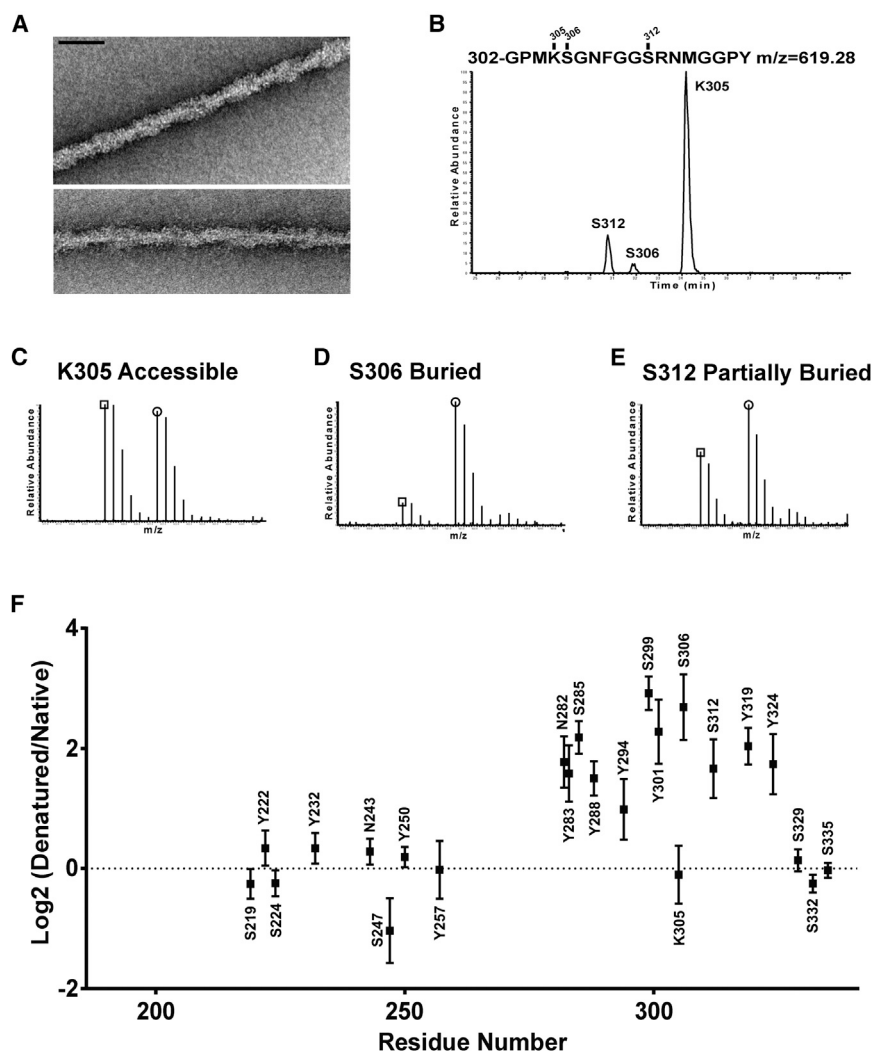 A
B
305
306
312
302-GPMKSGNFGGSRNMGGPY m/z=619.28
Relative Abundance
K305
S312
S306
Time (min)
C
K305 Accessible
Relative Abundance
m/z
D
S306 Buried
Relative Abundance
m/z
E
S312 Partially Buried
Relative Abundance
m/z
F
Log2 (Denatured/Native)
4
2
0
-2
S219
Y222
S224
Y232
N243
S247
Y250
Y257
N282
Y283
S285
Y288
Y294
S299
Y301
K305
S306
S312
Y319
Y324
S329
S332
S335
200
250
300
Residue Number